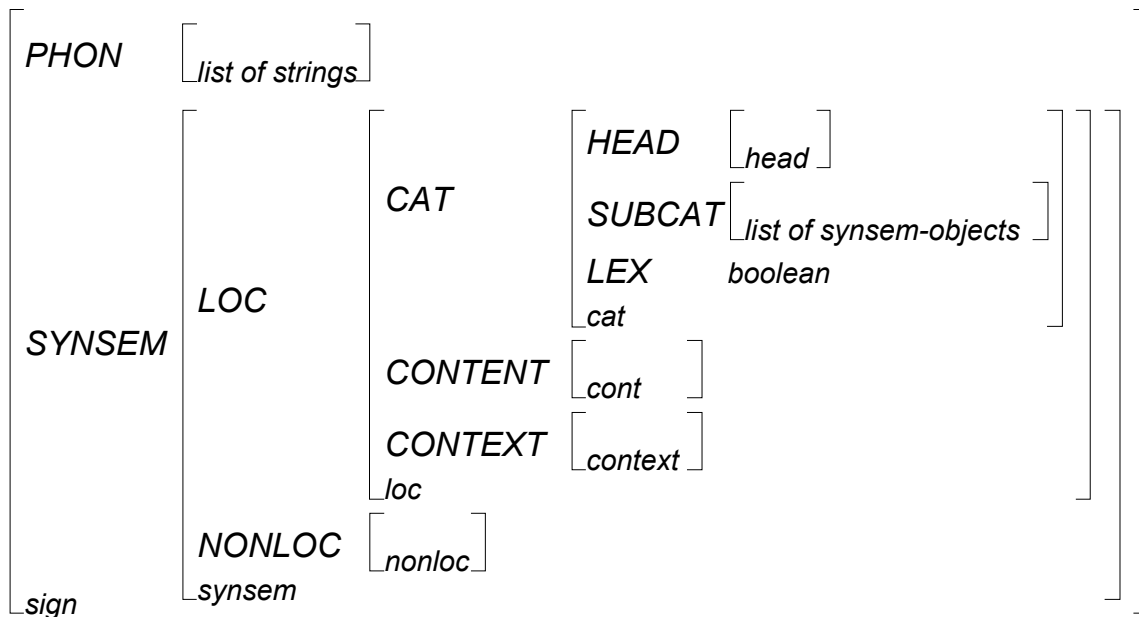 PHON list of strings
HEAD head
CAT SUBCAT list of synsem-objects
LEX boolean
LOC cat
SYNSEM
CONTENT cont
CONTEXT context
loc
NONLOC nonloc
synsem
sign